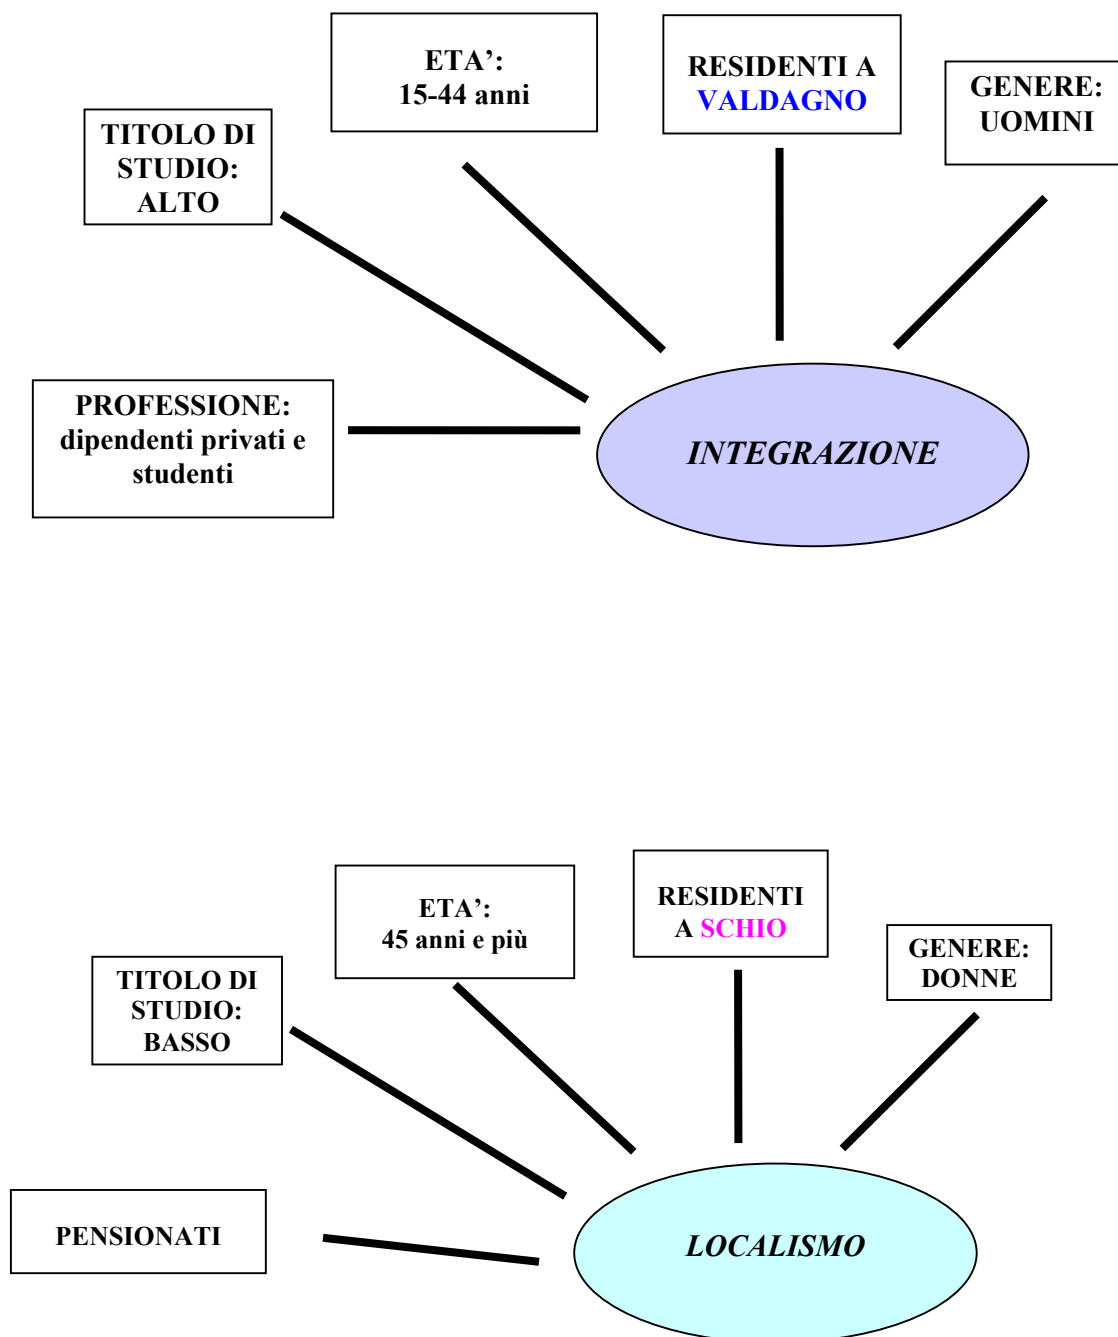 ETA’:
15-44 anni
RESIDENTI A
VALDAGNO
GENERE:
UOMINI
TITOLO DI
STUDIO:
ALTO
PROFESSIONE:
dipendenti privati e
studenti
INTEGRAZIONE
ETA’:
45 anni e più
RESIDENTI
A SCHIO
GENERE:
DONNE
TITOLO DI
STUDIO:
BASSO
PENSIONATI
LOCALISMO